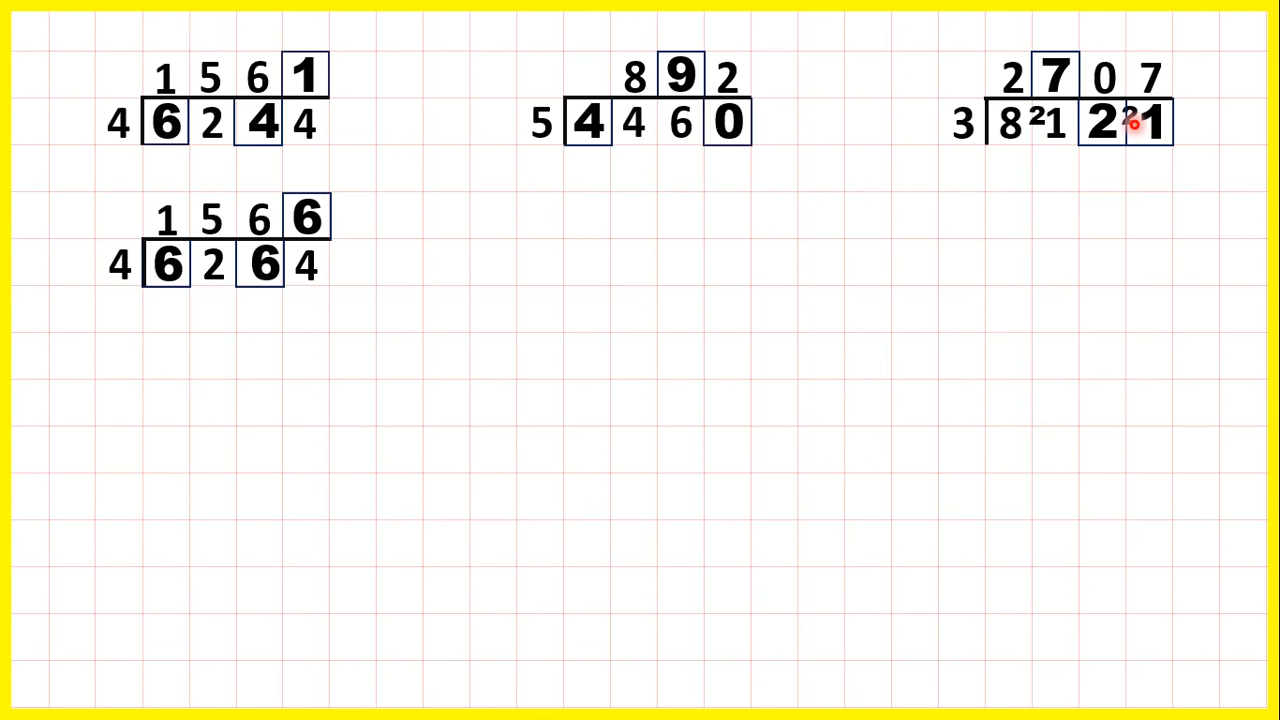 1 5 6 1
4 6 2 4 4
8 9 2
5 4 4 6 0
2 7 0 7
3 8 ²1 2 ²1
1 5 6 6
4 6 2 6 4